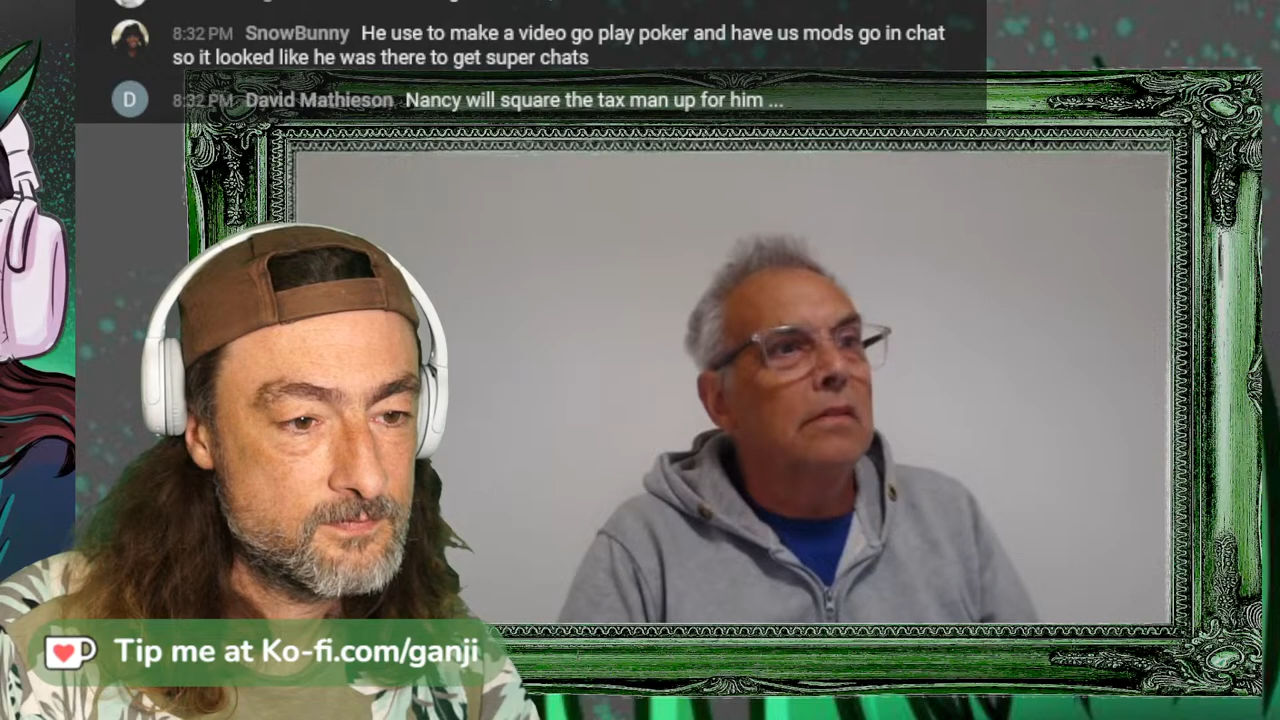 8:32 PM SnowBunny He use to make a video go play poker and have us mods go in chat
so it looked like he was there to get super chats
D 8:32 PM David Mathieson Nancy will square the tax man up for him ...
Tip me at Ko-fi.com/ganji